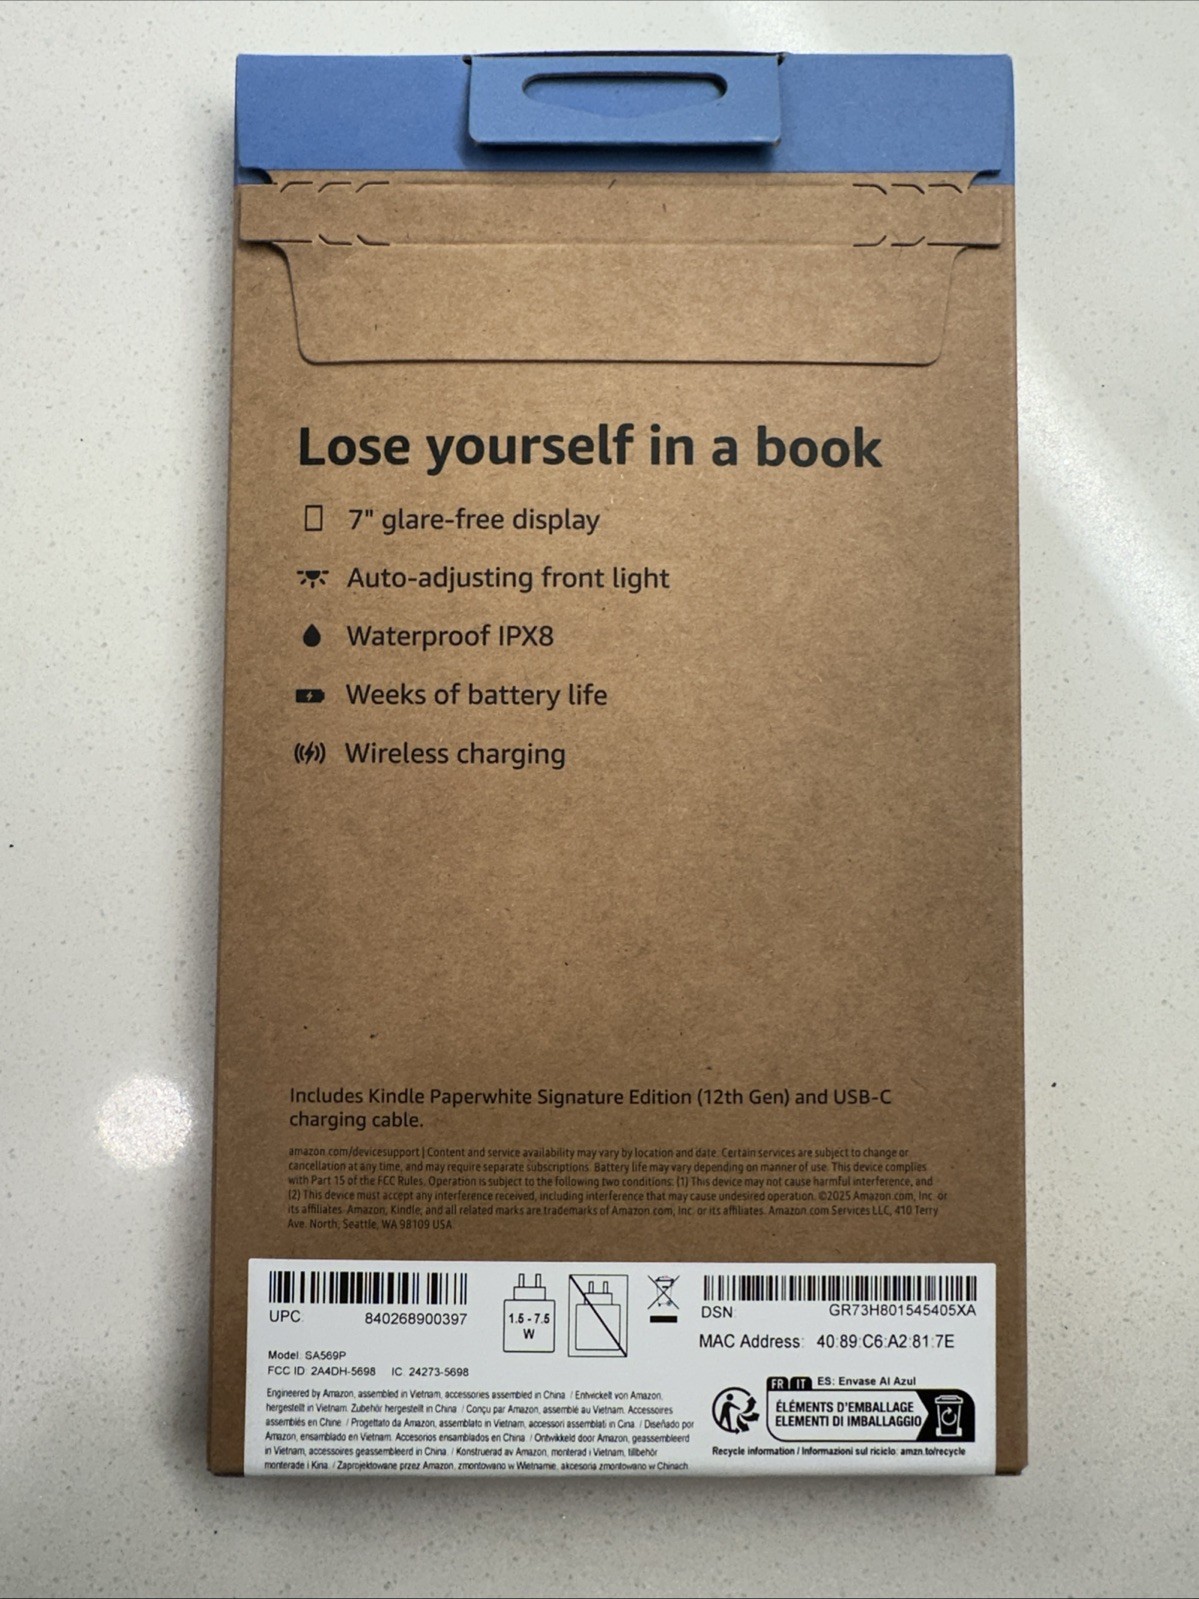 Lose yourself in a book
7" glare-free display
Auto-adjusting front light
Waterproof IPX8
Weeks of battery life
Wireless charging
Includes Kindle Paperwhite Signature Edition (12th Gen) and USB-C
charging cable.
amazon.com/devicesupport | Content and service availability may vary by location and date. Certain services are subject to change or
cancellation at any time, and may require separate subscriptions. Battery life may vary depending on manner of use. This device complies
with Part 15 of the FCC Rules. Operation is subject to the following two conditions: (1) This device may not cause harmful interference, and
(2) This device must accept any interference received, including interference that may cause undesired operation. ©2025 Amazon.com, Inc. or
its affiliates. Amazon, Kindle, and all related marks are trademarks of Amazon.com, Inc. or its affiliates. Amazon.com Services LLC, 410 Terry
Ave. North, Seattle, WA 98109 USA
UPC: 840268900397
Model: SA569P
FCC ID: 2A4DH-5698 IC: 24273-5698
Engineered by Amazon, assembled in Vietnam, accessories assembled in China. / Entwickelt von Amazon,
hergestellt in Vietnam. Zubehör hergestellt in China. / Conçu par Amazon, assemblé au Vietnam. Accessoires
assemblés en Chine. / Progettato da Amazon, assemblato in Vietnam, accessori assemblati in Cina. / Diseñado por
Amazon, ensamblado en Vietnam. Accesorios ensamblados en China. / Ontwikkeld door Amazon, geassembleerd
in Vietnam, accessoires geassembleerd in China. / Konstruerad av Amazon, monterad i Vietnam, tillbehör
monterade i Kina. / Zaprojektowane przez Amazon, zmontowano w Wietnamie, akcesoria zmontowano w Chinach.
1.5 - 7.5
W
DSN: GR73H801545405XA
MAC Address: 40:89:C6:A2:81:7E
FR IT ES: Envase Al Azul
ÉLÉMENTS D'EMBALLAGE
ELEMENTI DI IMBALLAGGIO
Recycle information / Informazioni sul riciclo: amzn.to/recycle